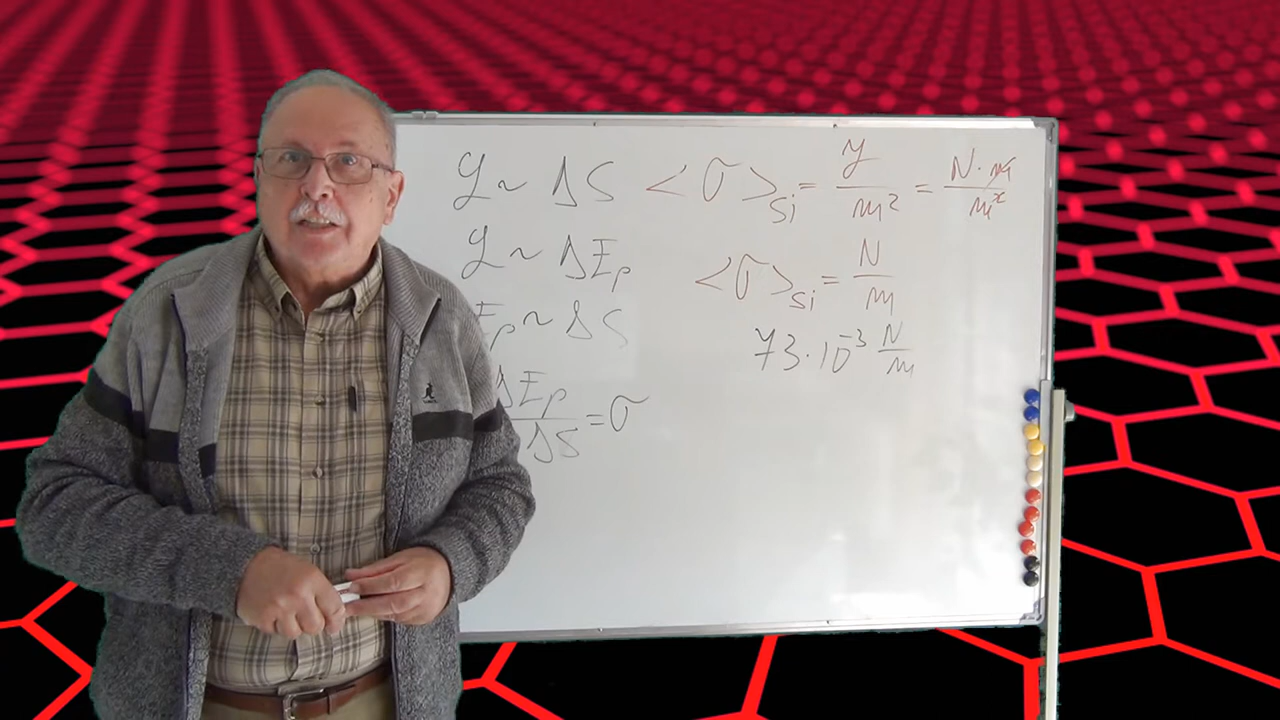 L ~ ΔS <σ>SI = J/m² = N·m/m²
L ~ ΔEp <σ>SI = N/m
Ep ~ ΔS 73·10⁻³ N/m
ΔEp/ΔS = σ